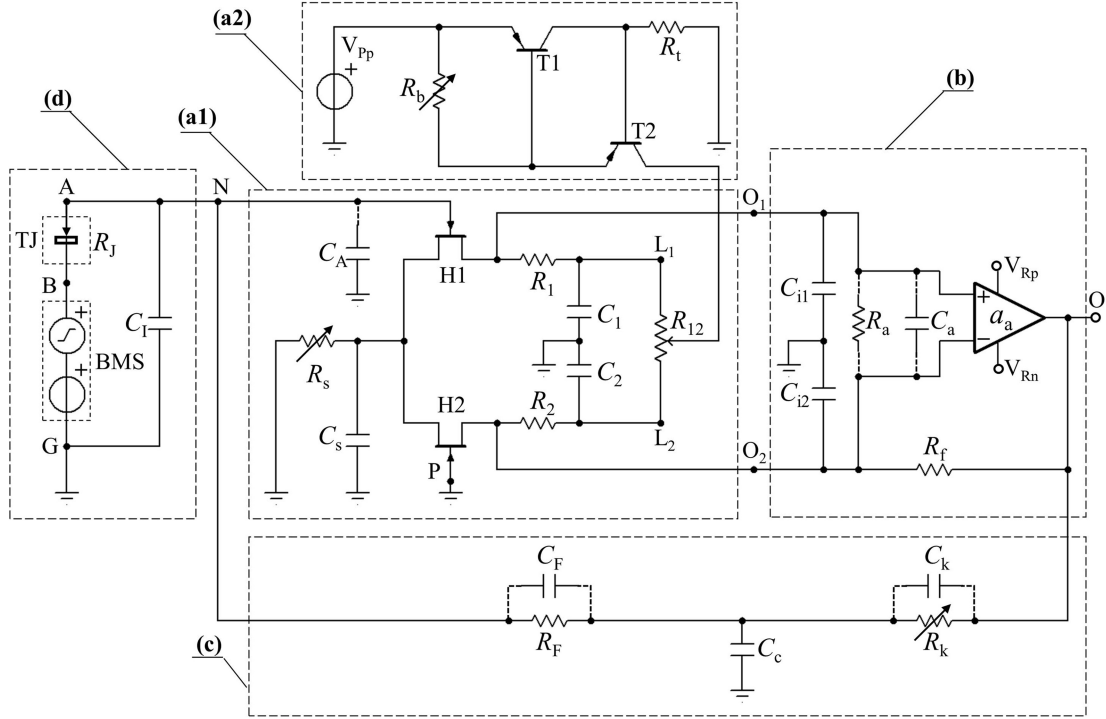 (a2)
V_Pp
+
R_b
T1
R_t
T2
(d)
(a1)
(b)
A
N
TJ
R_J
B
C_I
+
BMS
+
G
C_A
H1
R_1
L_1
O_1
C_1
R_12
R_s
C_2
H2
R_2
C_s
L_2
P
O_2
C_i1
R_a
C_a
C_i2
V_Rp
+
a_a
−
V_Rn
O
R_f
(c)
C_F
R_F
C_c
C_k
R_k